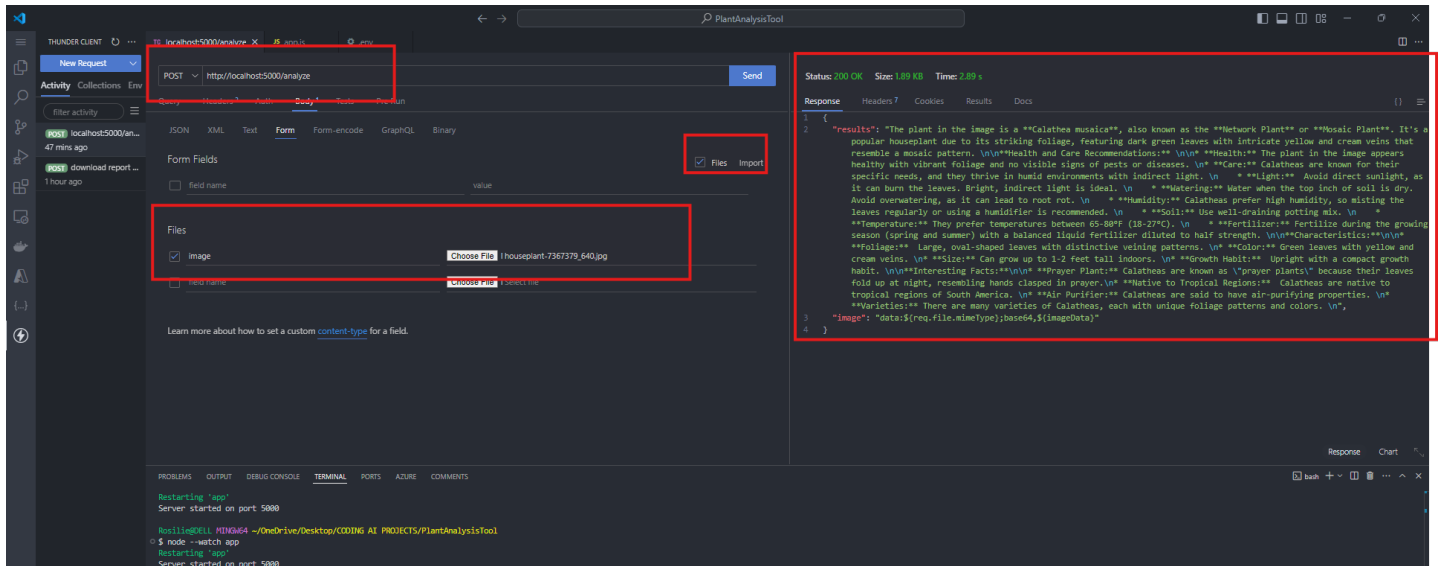 PlantAnalysisTool
THUNDER CLIENT
New Request
Activity Collections Env
filter activity
POST localhost:5000/an...
47 mins ago
POST download report ...
1 hour ago
TC localhost:5000/analyze
JS app.js
.env
POST http://localhost:5000/analyze
Send
Query Headers 2 Auth Body 1 Tests Pre Run
JSON XML Text Form Form-encode GraphQL Binary
Form Fields
Files Import
field name value
Files
image Choose File houseplant-7367379_640.jpg
field name Choose File Select file
Learn more about how to set a custom content-type for a field.
Status: 200 OK Size: 1.89 KB Time: 2.89 s
Response Headers 7 Cookies Results Docs
{ }
1 {
2 "results": "The plant in the image is a **Calathea musaica**, also known as the **Network Plant** or **Mosaic Plant**. It's a
popular houseplant due to its striking foliage, featuring dark green leaves with intricate yellow and cream veins that
resemble a mosaic pattern. \n\n**Health and Care Recommendations:** \n\n* **Health:** The plant in the image appears
healthy with vibrant foliage and no visible signs of pests or diseases. \n* **Care:** Calatheas are known for their
specific needs, and they thrive in humid environments with indirect light. \n * **Light:** Avoid direct sunlight, as
it can burn the leaves. Bright, indirect light is ideal. \n * **Watering:** Water when the top inch of soil is dry.
Avoid overwatering, as it can lead to root rot. \n * **Humidity:** Calatheas prefer high humidity, so misting the
leaves regularly or using a humidifier is recommended. \n * **Soil:** Use well-draining potting mix. \n *
**Temperature:** They prefer temperatures between 65-80°F (18-27°C). \n * **Fertilizer:** Fertilize during the growing
season (spring and summer) with a balanced liquid fertilizer diluted to half strength. \n\n**Characteristics:**\n\n*
**Foliage:** Large, oval-shaped leaves with distinctive veining patterns. \n* **Color:** Green leaves with yellow and
cream veins. \n* **Size:** Can grow up to 1-2 feet tall indoors. \n* **Growth Habit:** Upright with a compact growth
habit. \n\n**Interesting Facts:**\n\n* **Prayer Plant:** Calatheas are known as \"prayer plants\" because their leaves
fold up at night, resembling hands clasped in prayer.\n* **Native to Tropical Regions:** Calatheas are native to
tropical regions of South America. \n* **Air Purifier:** Calatheas are said to have air-purifying properties. \n*
**Varieties:** There are many varieties of Calatheas, each with unique foliage patterns and colors. \n",
3 "image": "data:${req.file.mimeType};base64,${imageData}"
4 }
Response Chart
PROBLEMS OUTPUT DEBUG CONSOLE TERMINAL PORTS AZURE COMMENTS
bash
Restarting 'app'
Server started on port 5000
Rosilie@DELL MINGW64 ~/OneDrive/Desktop/CODING AI PROJECTS/PlantAnalysisTool
$ node --watch app
Restarting 'app'
Server started on port 5000